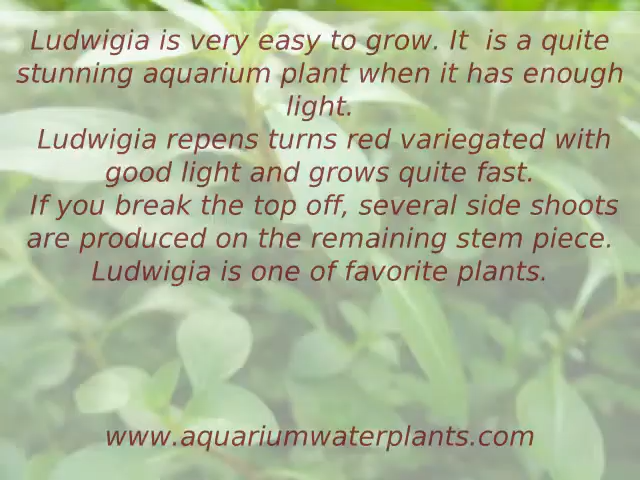 Ludwigia is very easy to grow. It  is a quite
stunning aquarium plant when it has enough
light.
Ludwigia repens turns red variegated with
good light and grows quite fast.
If you break the top off, several side shoots
are produced on the remaining stem piece.
Ludwigia is one of favorite plants.
www.aquariumwaterplants.com